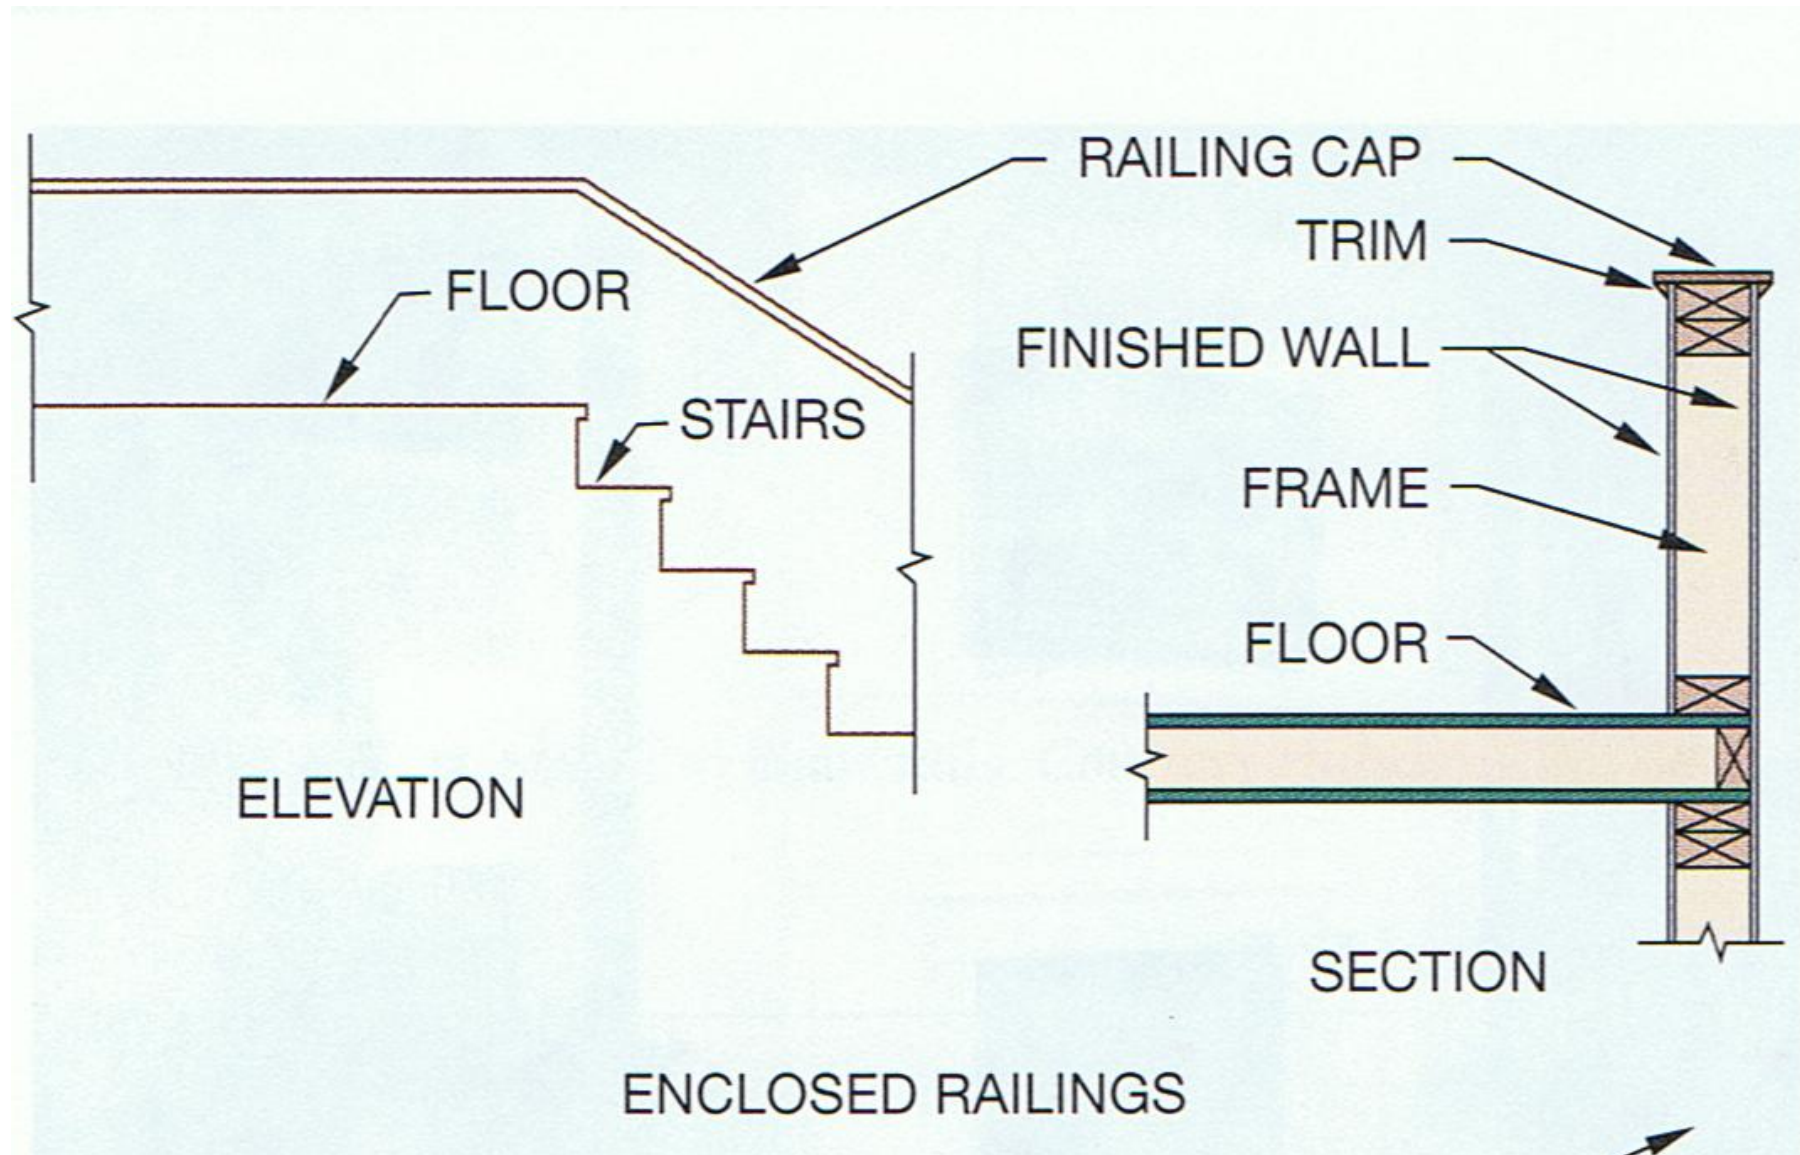 RAILING CAP
TRIM
FLOOR
FINISHED WALL
STAIRS
FRAME
FLOOR
ELEVATION
SECTION
ENCLOSED RAILINGS